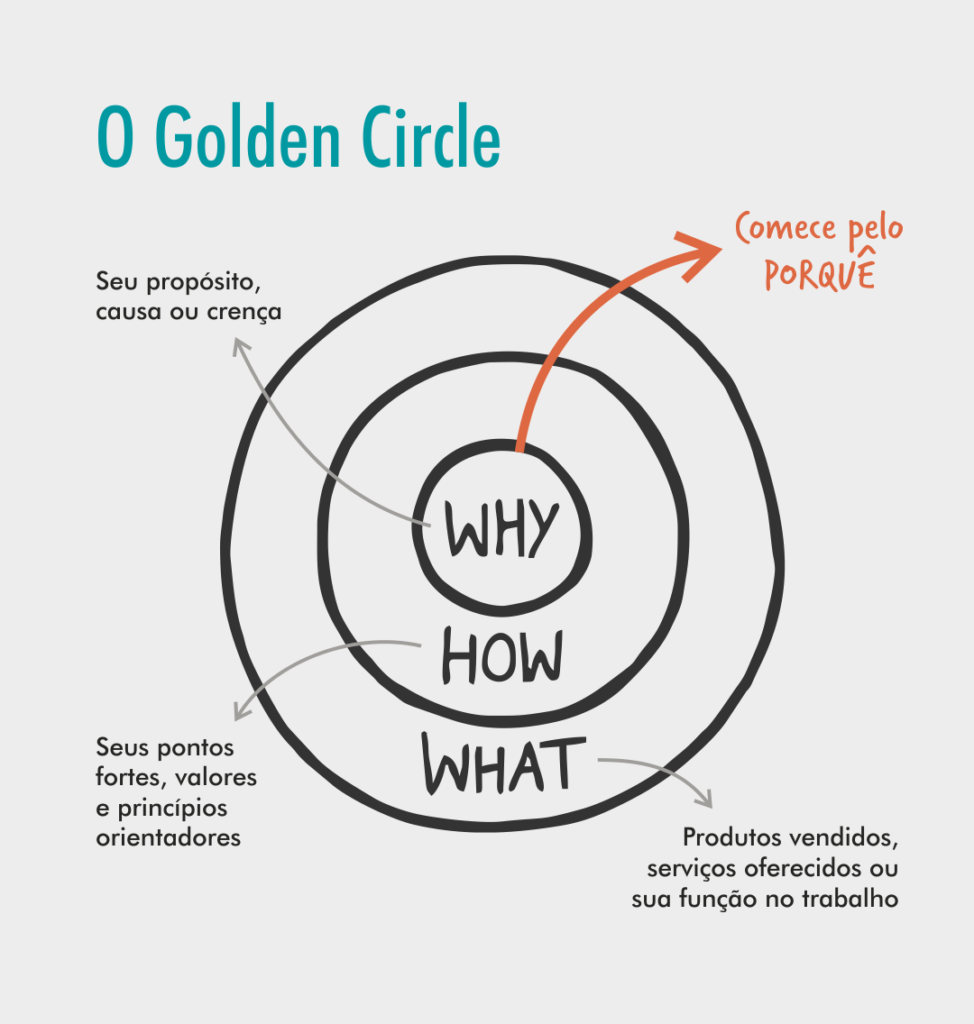 O Golden Circle
Comece pelo
PORQUÊ
Seu propósito,
causa ou crença
WHY
HOW
WHAT
Seus pontos
fortes, valores
e princípios
orientadores
Produtos vendidos,
serviços oferecidos ou
sua função no trabalho